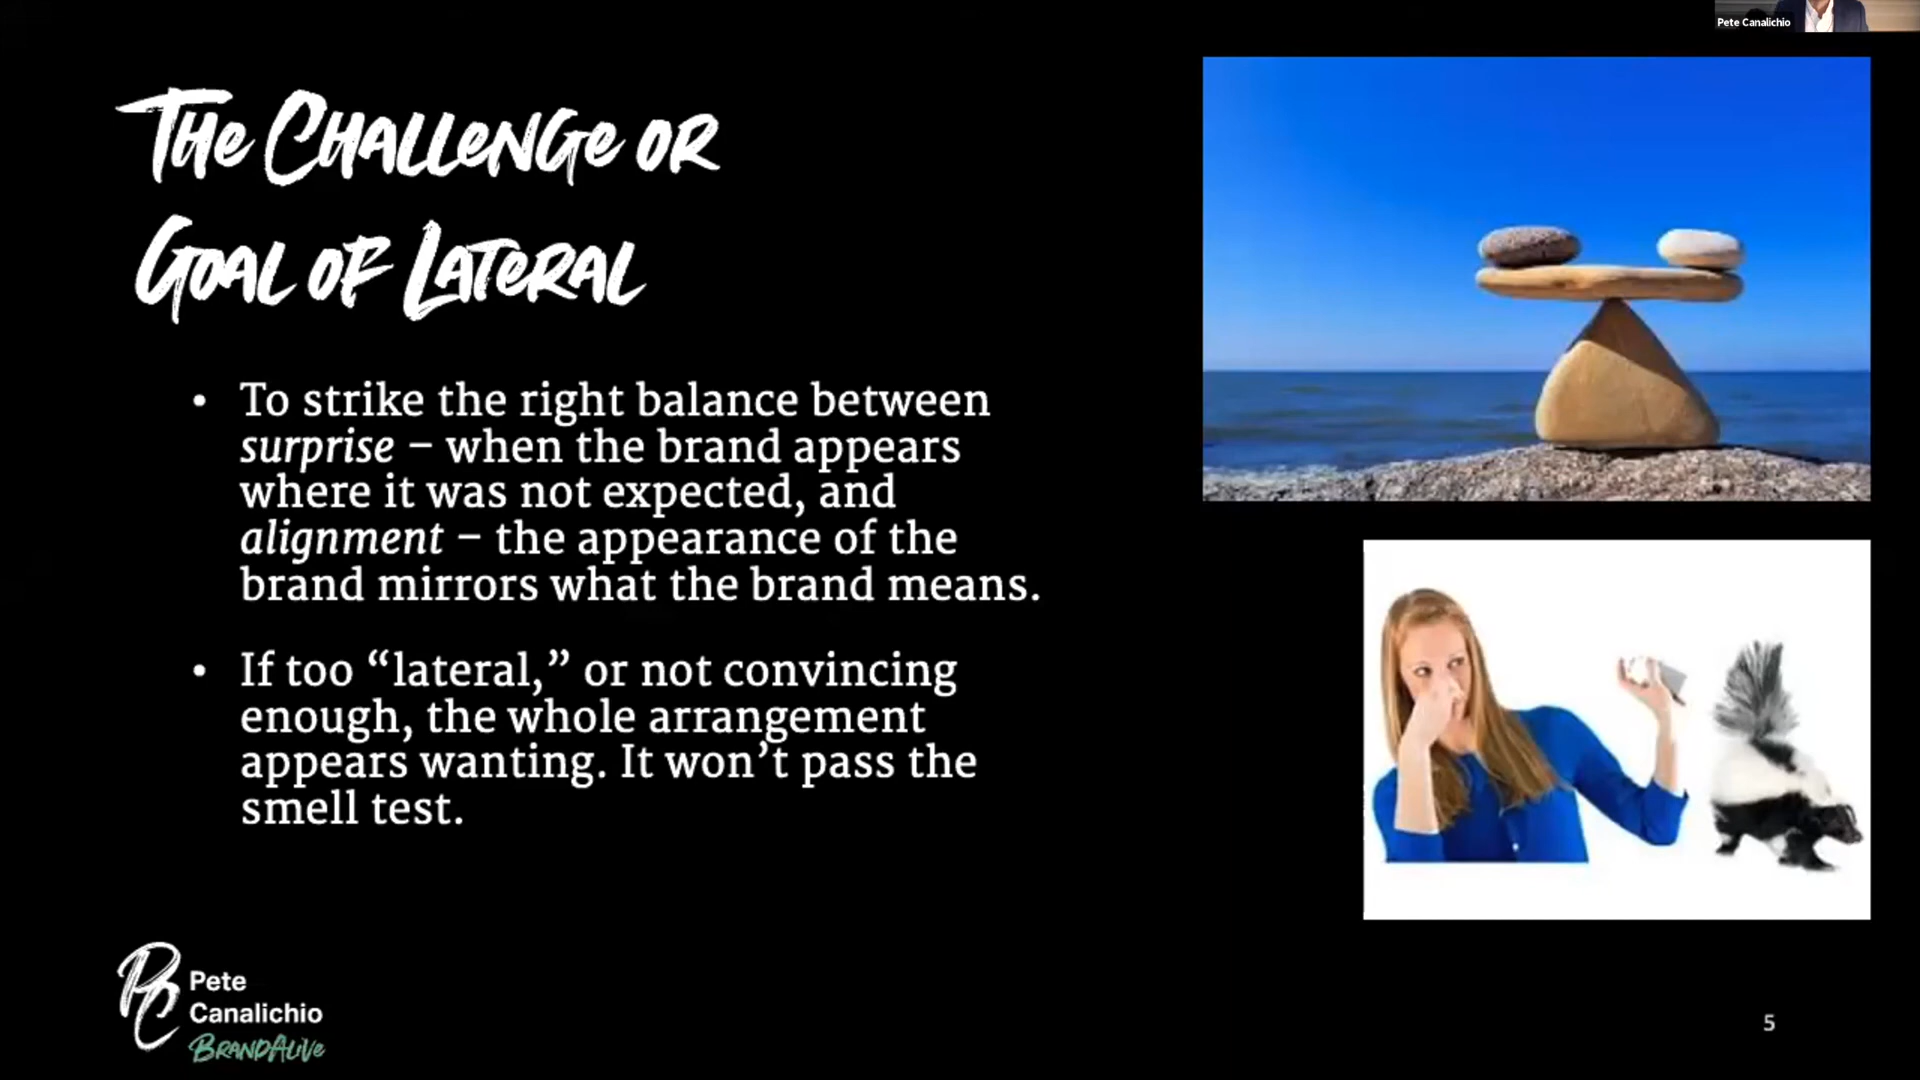 Pete Canalichio
The Challenge or
Goal of Lateral
• To strike the right balance between
surprise – when the brand appears
where it was not expected, and
alignment – the appearance of the
brand mirrors what the brand means.
• If too “lateral,” or not convincing
enough, the whole arrangement
appears wanting. It won’t pass the
smell test.
PC
Pete
Canalichio
BrandAlive
5